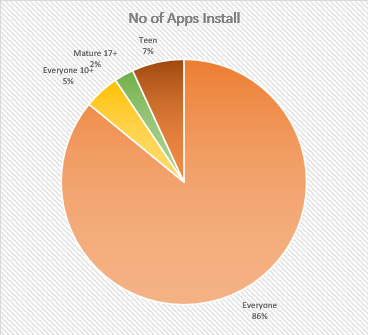 No of Apps Install
Teen
7%
Mature 17+
2%
Everyone 10+
5%
Everyone
86%